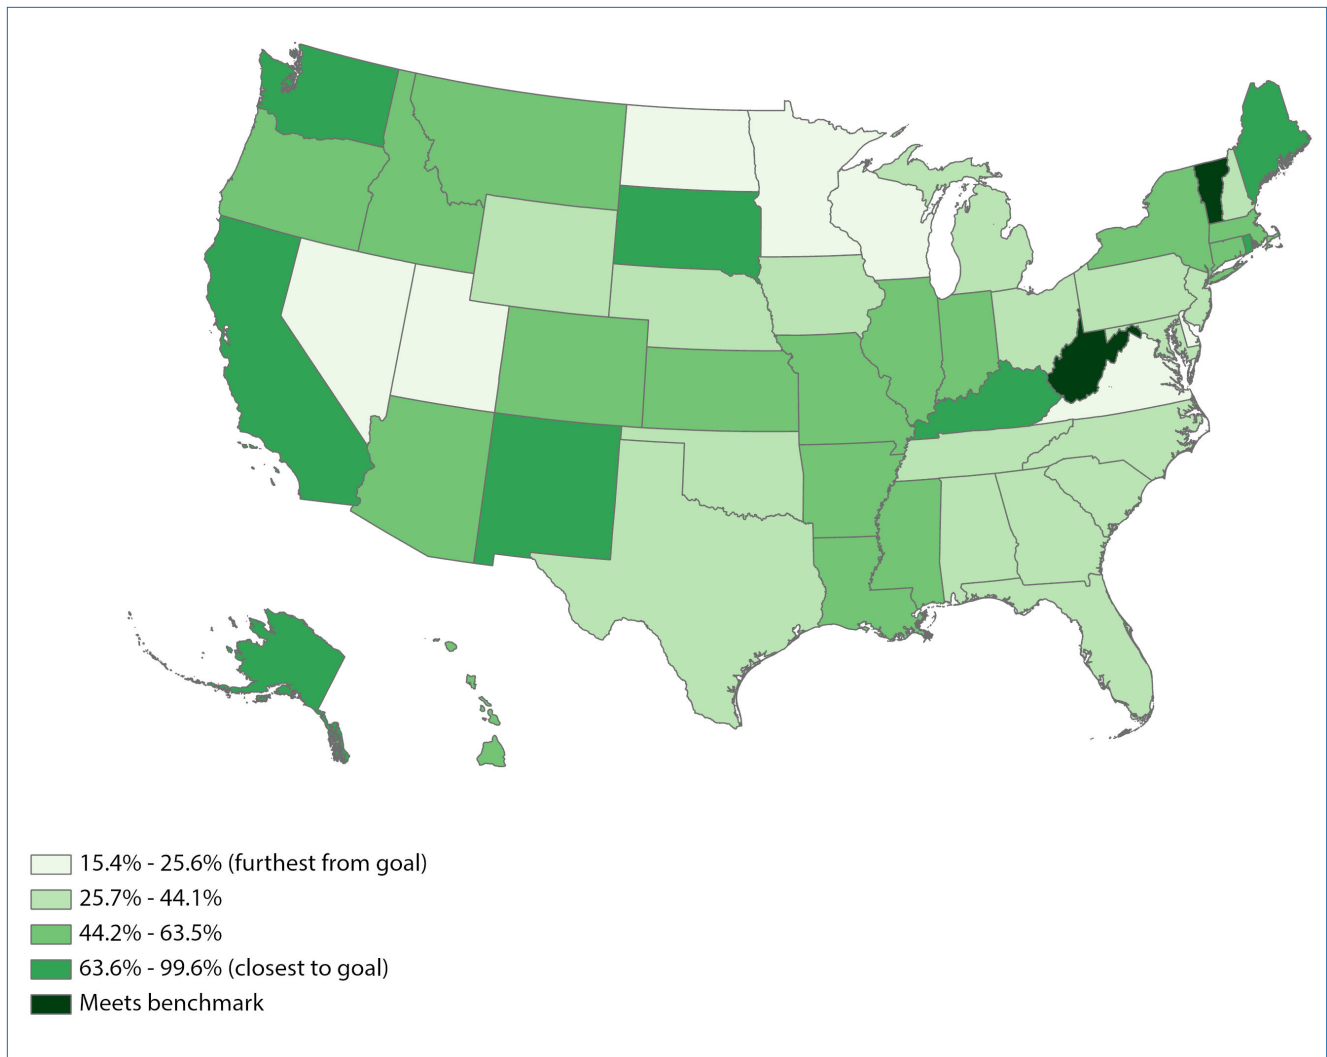 15.4% - 25.6% (furthest from goal)
25.7% - 44.1%
44.2% - 63.5%
63.6% - 99.6% (closest to goal)
Meets benchmark